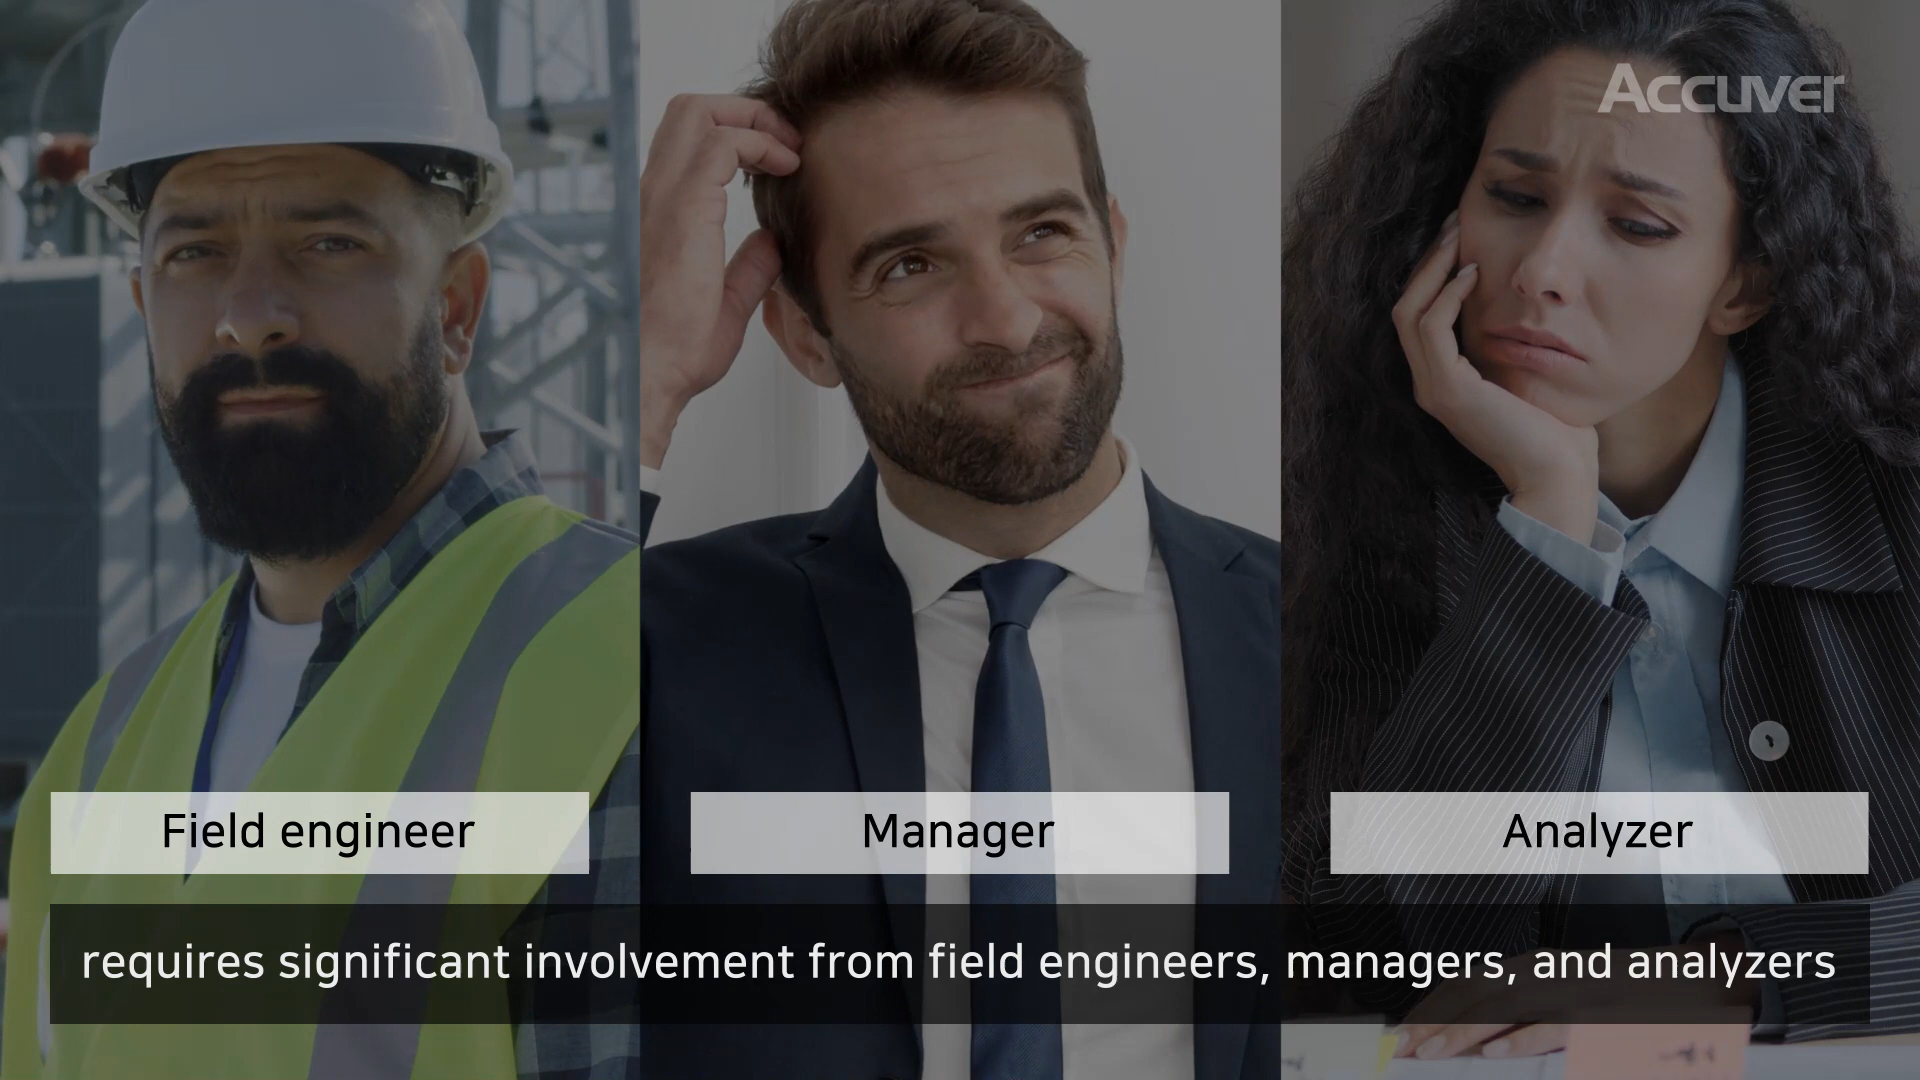 Accuver
Field engineer
Manager
Analyzer
requires significant involvement from field engineers, managers, and analyzers